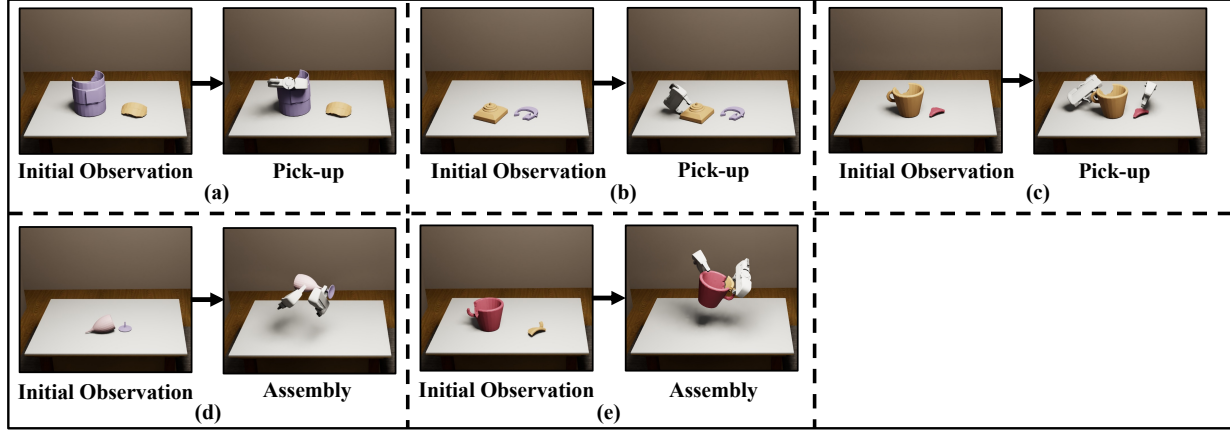 Initial Observation Pick-up
(a)
Initial Observation Pick-up
(b)
Initial Observation Pick-up
(c)
Initial Observation Assembly
(d)
Initial Observation Assembly
(e)